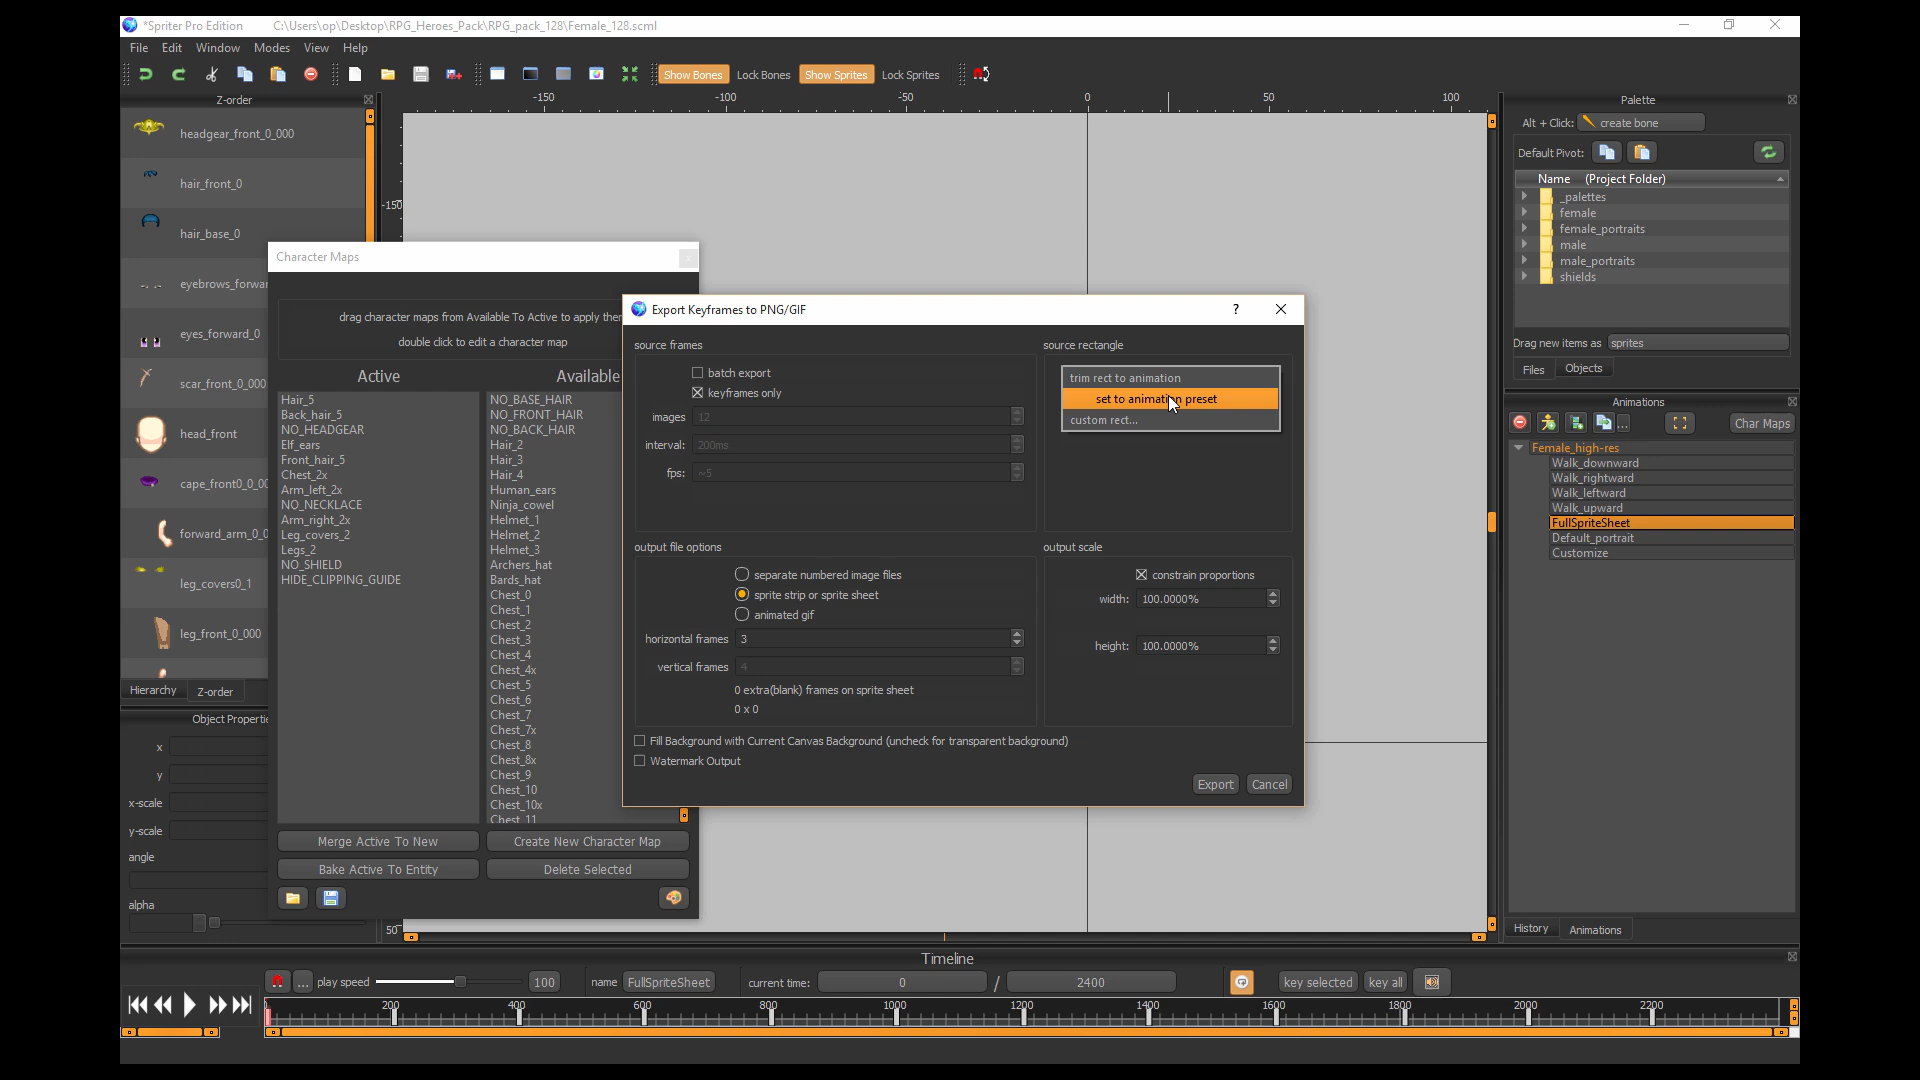 *Spriter Pro Edition C:\Users\op\Desktop\RPG_Heroes_Pack\RPG_pack_128\Female_128.scml
File Edit Window Modes View Help
Show Bones Lock Bones Show Sprites Lock Sprites
Z-order
headgear_front_0_000
hair_front_0
hair_base_0
eyebrows_forwar
eyes_forward_0
scar_front_0_000
head_front
cape_front0_0_00
forward_arm_0_0
leg_covers0_1
leg_front_0_000
Hierarchy Z-order
Object Propertie
x
y
x-scale
y-scale
angle
alpha
-150 -100 -50 0 50 100
-150
50
Character Maps
drag character maps from Available To Active to apply then
double click to edit a character map
Active
Hair_5
Back_hair_5
NO_HEADGEAR
Elf_ears
Front_hair_5
Chest_2x
Arm_left_2x
NO_NECKLACE
Arm_right_2x
Leg_covers_2
Legs_2
NO_SHIELD
HIDE_CLIPPING_GUIDE
Available
NO_BASE_HAIR
NO_FRONT_HAIR
NO_BACK_HAIR
Hair_2
Hair_3
Hair_4
Human_ears
Ninja_cowel
Helmet_1
Helmet_2
Helmet_3
Archers_hat
Bards_hat
Chest_0
Chest_1
Chest_2
Chest_3
Chest_4
Chest_4x
Chest_5
Chest_6
Chest_7
Chest_7x
Chest_8
Chest_8x
Chest_9
Chest_10
Chest_10x
Chest_11
Merge Active To New Create New Character Map
Bake Active To Entity Delete Selected
Export Keyframes to PNG/GIF ?
source frames
batch export
keyframes only
images 12
interval: 200ms
fps: ~5
source rectangle
trim rect to animation
set to animation preset
custom rect...
output file options
separate numbered image files
sprite strip or sprite sheet
animated gif
horizontal frames 3
vertical frames 4
0 extra(blank) frames on sprite sheet
0 x 0
output scale
constrain proportions
width: 100.0000%
height: 100.0000%
Fill Background with Current Canvas Background (uncheck for transparent background)
Watermark Output
Export Cancel
Palette
Alt + Click: create bone
Default Pivot:
Name (Project Folder)
_palettes
female
female_portraits
male
male_portraits
shields
Drag new items as sprites
Files Objects
Animations
... Char Maps
Female_high-res
Walk_downward
Walk_rightward
Walk_leftward
Walk_upward
FullSpriteSheet
Default_portrait
Customize
History Animations
Timeline
... play speed 100 name FullSpriteSheet current time: 0 / 2400 key selected key all
200 400 600 800 1000 1200 1400 1600 1800 2000 2200